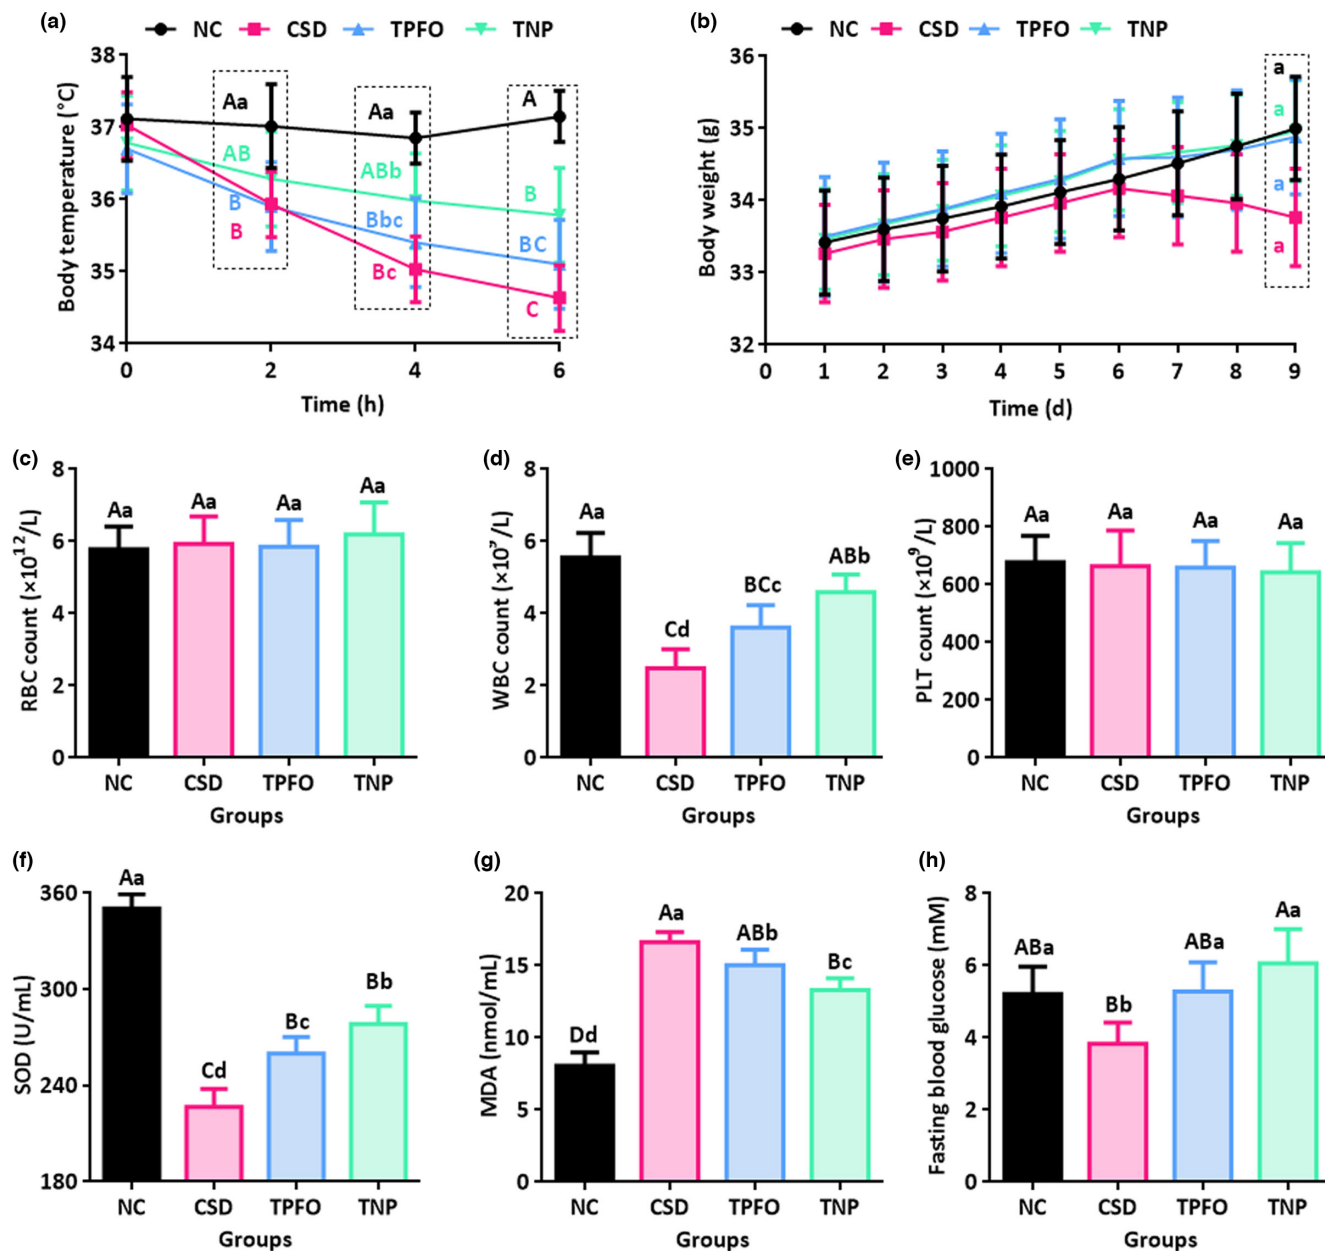 (a)
NC CSD TPFO TNP
38
37
36
35
34
Body temperature (°C)
Aa
AB
B
B
Aa
ABb
Bbc
Bc
A
B
BC
C
0 2 4 6
Time (h)
(b)
NC CSD TPFO TNP
36
35
34
33
32
Body weight (g)
a
a
a
a
0 1 2 3 4 5 6 7 8 9
Time (d)
(c)
8
6
4
2
0
RBC count (×10¹²/L)
Aa Aa Aa Aa
NC CSD TPFO TNP
Groups
(d)
8
6
4
2
0
WBC count (×10⁷/L)
Aa Cd BCc ABb
NC CSD TPFO TNP
Groups
(e)
1000
800
600
400
200
0
PLT count (×10⁹/L)
Aa Aa Aa Aa
NC CSD TPFO TNP
Groups
(f)
360
300
240
180
SOD (U/mL)
Aa Cd Bc Bb
NC CSD TPFO TNP
Groups
(g)
20
15
10
5
0
MDA (nmol/mL)
Dd Aa ABb Bc
NC CSD TPFO TNP
Groups
(h)
8
6
4
2
0
Fasting blood glucose (mM)
ABa Bb ABa Aa
NC CSD TPFO TNP
Groups